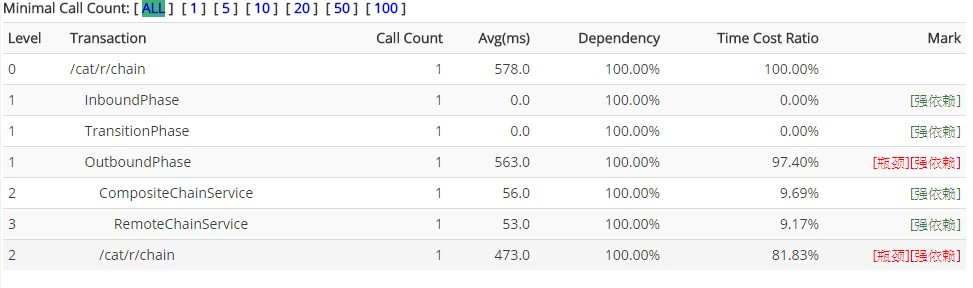 Minimal Call Count: [ ALL ] [ 1 ] [ 5 ] [ 10 ] [ 20 ] [ 50 ] [ 100 ]
Level Transaction Call Count Avg(ms) Dependency Time Cost Ratio Mark
0 /cat/r/chain 1 578.0 100.00% 100.00%
1 InboundPhase 1 0.0 100.00% 0.00% [强依赖]
1 TransitionPhase 1 0.0 100.00% 0.00% [强依赖]
1 OutboundPhase 1 563.0 100.00% 97.40% [瓶颈][强依赖]
2 CompositeChainService 1 56.0 100.00% 9.69% [强依赖]
3 RemoteChainService 1 53.0 100.00% 9.17% [强依赖]
2 /cat/r/chain 1 473.0 100.00% 81.83% [瓶颈][强依赖]